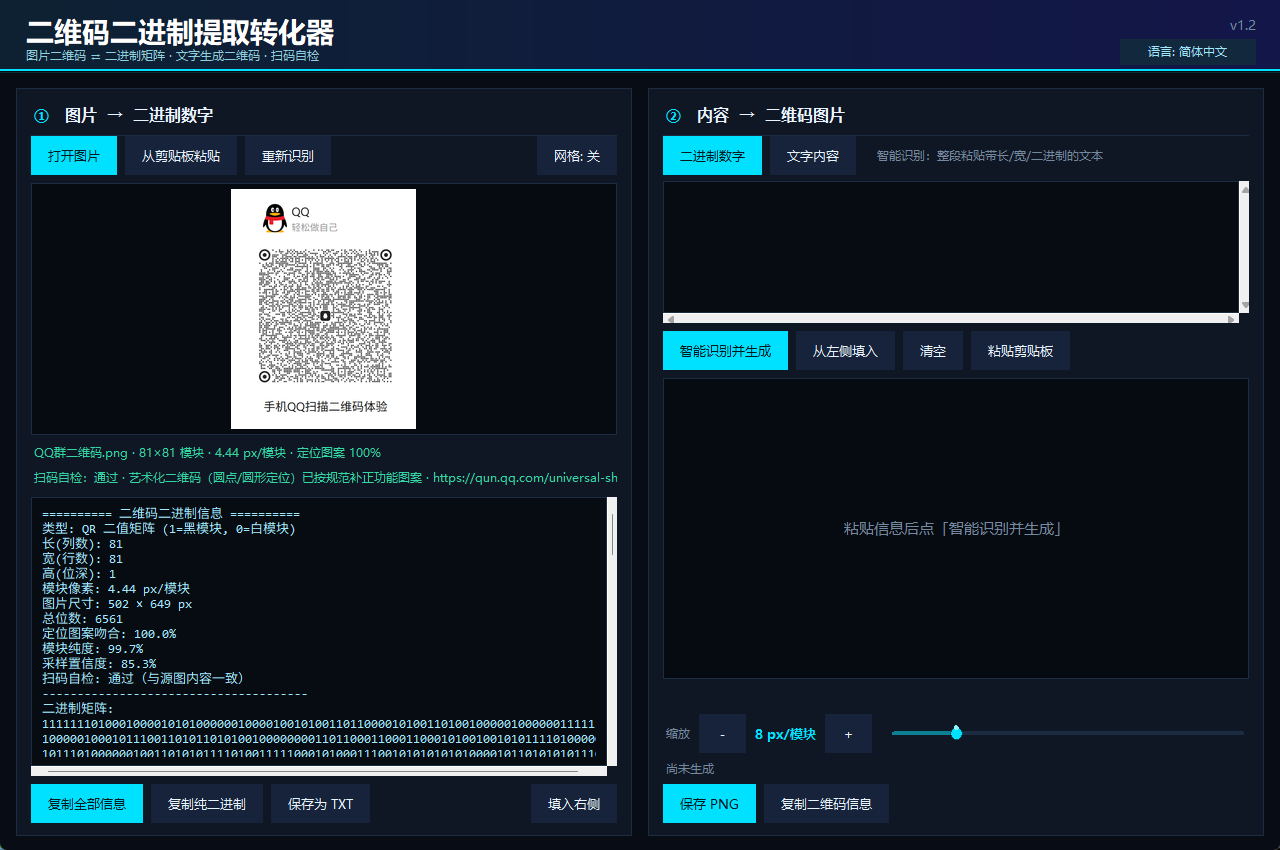 二维码二进制提取转化器
图片二维码 ⇄ 二进制矩阵 · 文字生成二维码 · 扫码自检
v1.2
语言: 简体中文
① 图片 → 二进制数字
打开图片 从剪贴板粘贴 重新识别 网格: 关
QQ
轻松做自己
手机QQ扫描二维码体验
QQ群二维码.png · 81×81 模块 · 4.44 px/模块 · 定位图案 100%
扫码自检: 通过 · 艺术化二维码（圆点/圆形定位）已按规范补正功能图案 · https://qun.qq.com/universal-sh
========== 二维码二进制信息 ==========
类型: QR 二值矩阵 (1=黑模块, 0=白模块)
长(列数): 81
宽(行数): 81
高(位深): 1
模块像素: 4.44 px/模块
图片尺寸: 502 × 649 px
总位数: 6561
定位图案吻合: 100.0%
模块纯度: 99.7%
采样置信度: 85.3%
扫码自检: 通过（与源图内容一致）
--------------------------------------
二进制矩阵:
复制全部信息 复制纯二进制 保存为 TXT 填入右侧
② 内容 → 二维码图片
二进制数字 文字内容 智能识别: 整段粘贴带长/宽/二进制的文本
智能识别并生成 从左侧填入 清空 粘贴剪贴板
粘贴信息后点「智能识别并生成」
缩放 - 8 px/模块 +
尚未生成
保存 PNG 复制二维码信息